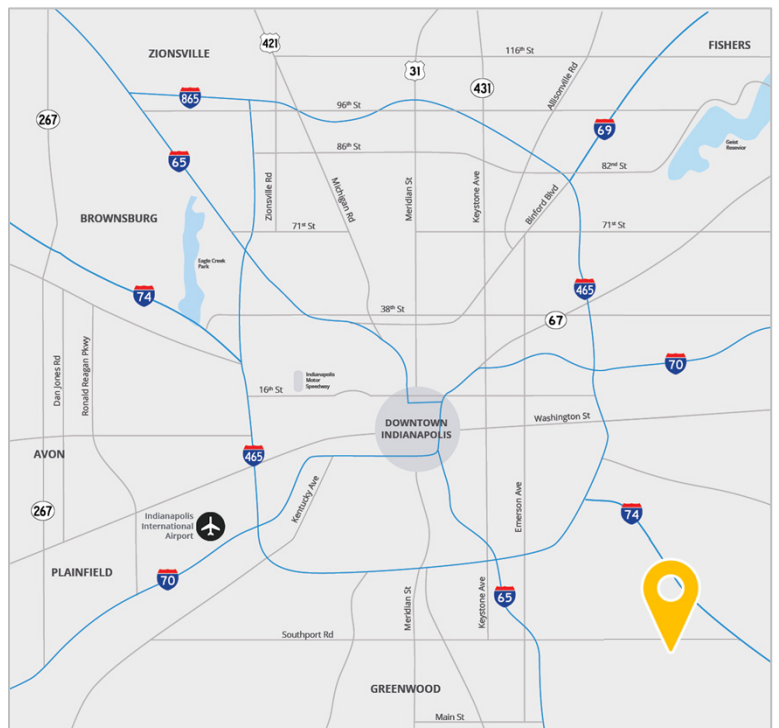 ZIONSVILLE
421
116th St
FISHERS
31
431
Allisonville Rd
865
96th St
267
69
65
86th St
82nd St
Geist
Resevior
Zionsville Rd
Michigan Rd
Meridian St
Keystone Ave
Binford Blvd
BROWNSBURG
71st St
71st St
Eagle Creek
Park
74
465
38th St
67
Dan Jones Rd
Ronald Reagan Pkwy
70
Indianapolis
Motor
Speedway
16th St
DOWNTOWN
INDIANAPOLIS
Washington St
AVON
465
267
Kentucky Ave
Emerson Ave
74
Indianapolis
International
Airport
PLAINFIELD
70
Meridian St
Keystone Ave
65
Southport Rd
GREENWOOD
Main St